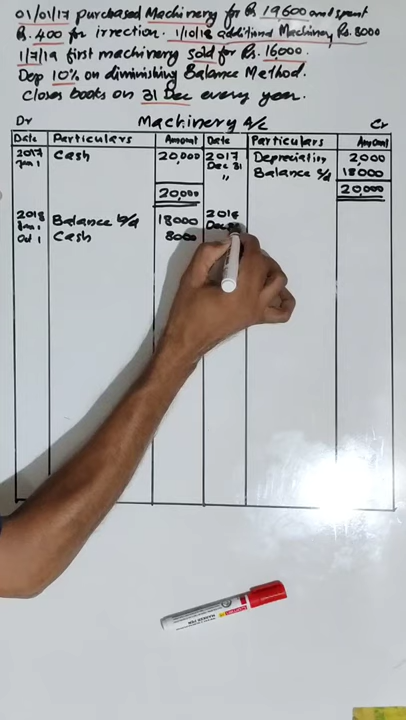 01/01/17 purchased Machinery for Rs 19600 and spent
Rs. 400 for irrection. 1/10/18 additional Machinery Rs. 8000
1/7/19 first machinery sold for Rs. 16,000.
Dep 10% on diminishing Balance Method.
Closes books on 31 Dec every year.
Dr Machinery A/c Cr
Date Particulars Amount Date Particulars Amount
2017 Jan 1 Cash 20,000 2017 Dec 31 Depreciation 2,000
" Balance c/d 18000
20,000 20,000
2018 Jan 1 Balance b/d 18000 2018
Oct 1 Cash 8000 Dec